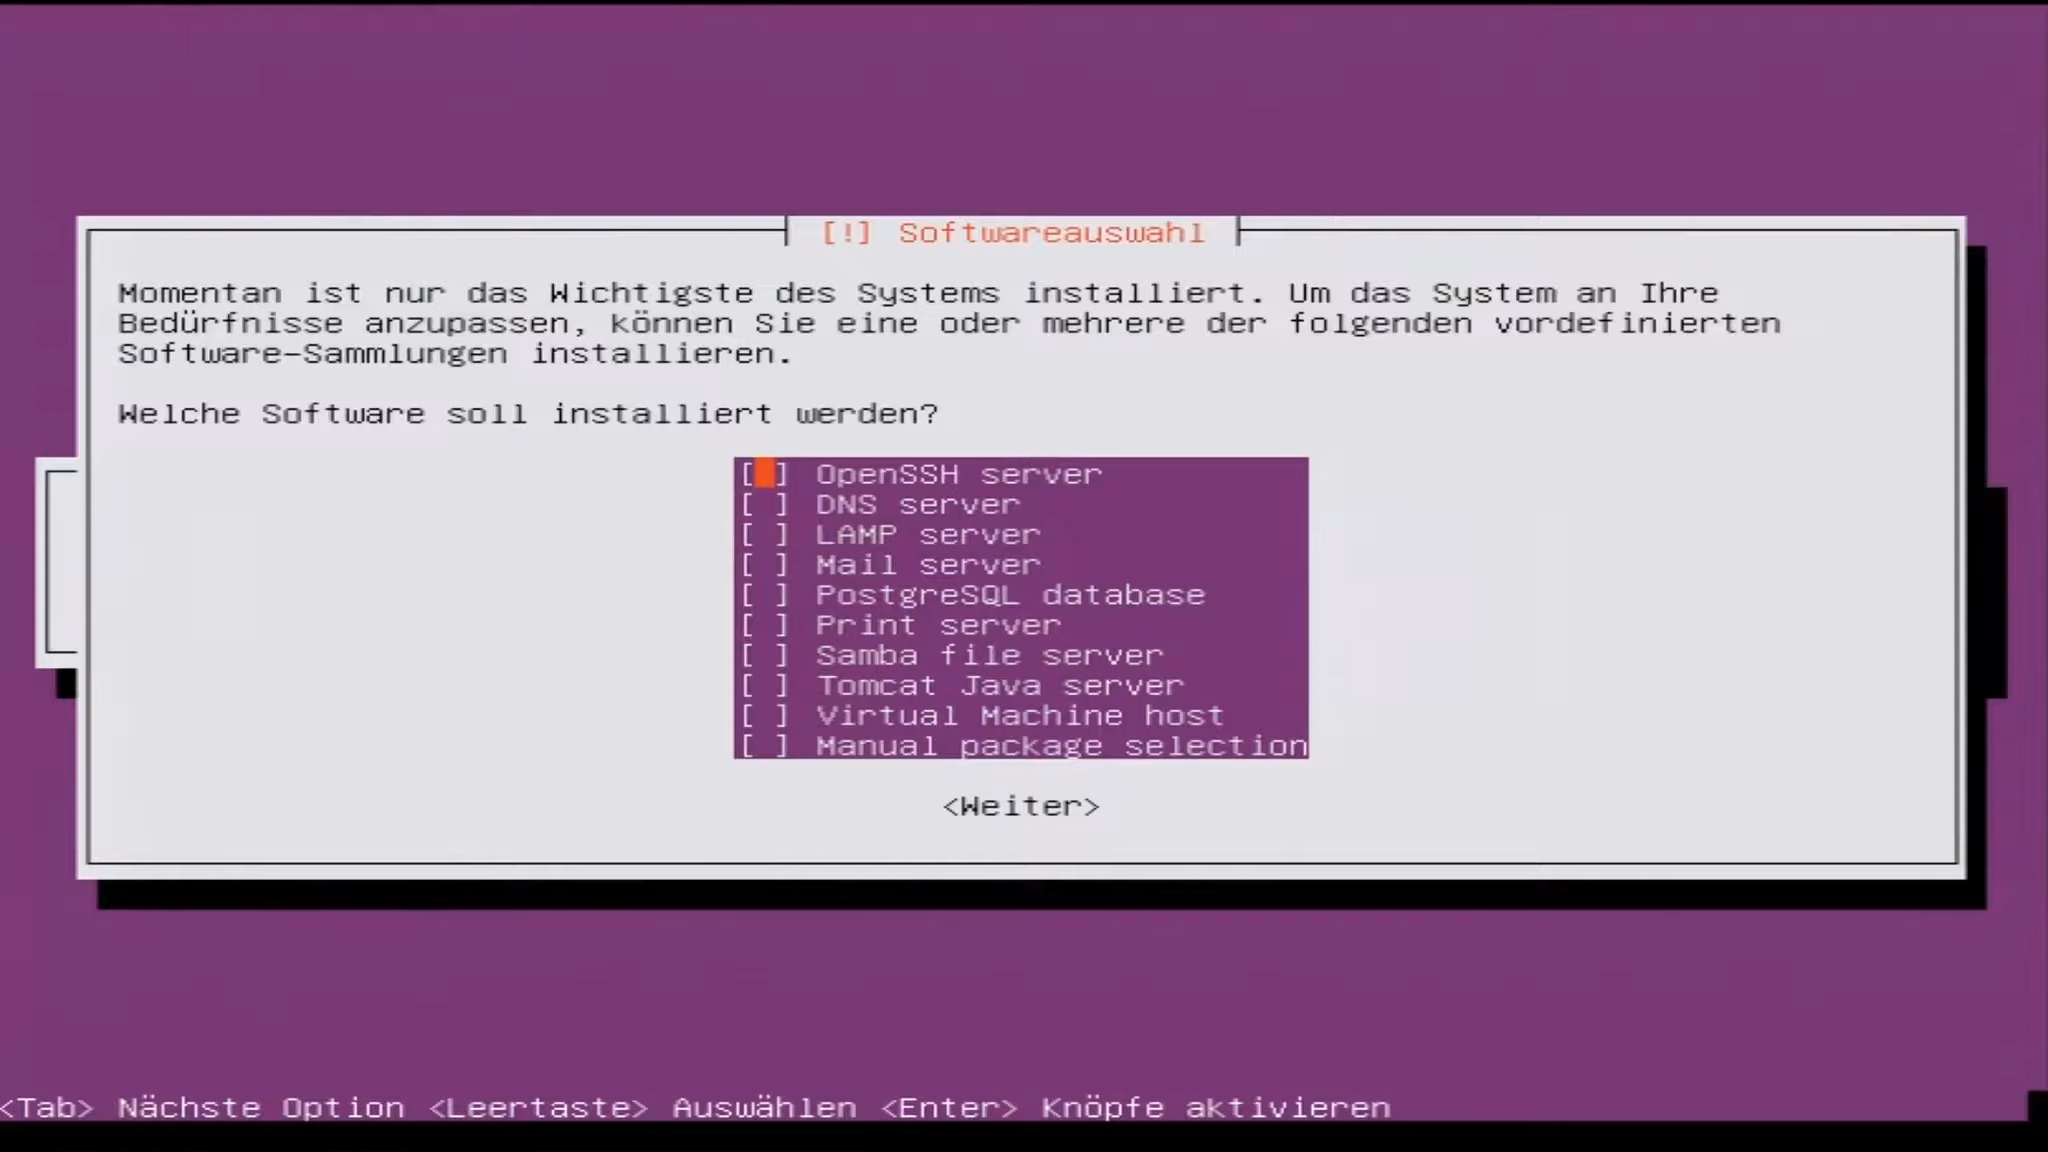 [!] Softwareauswahl
Momentan ist nur das Wichtigste des Systems installiert. Um das System an Ihre
Bedürfnisse anzupassen, können Sie eine oder mehrere der folgenden vordefinierten
Software-Sammlungen installieren.
Welche Software soll installiert werden?
[ ] OpenSSH server
[ ] DNS server
[ ] LAMP server
[ ] Mail server
[ ] PostgreSQL database
[ ] Print server
[ ] Samba file server
[ ] Tomcat Java server
[ ] Virtual Machine host
[ ] Manual package selection
<Weiter>
<Tab> Nächste Option <Leertaste> Auswählen <Enter> Knöpfe aktivieren